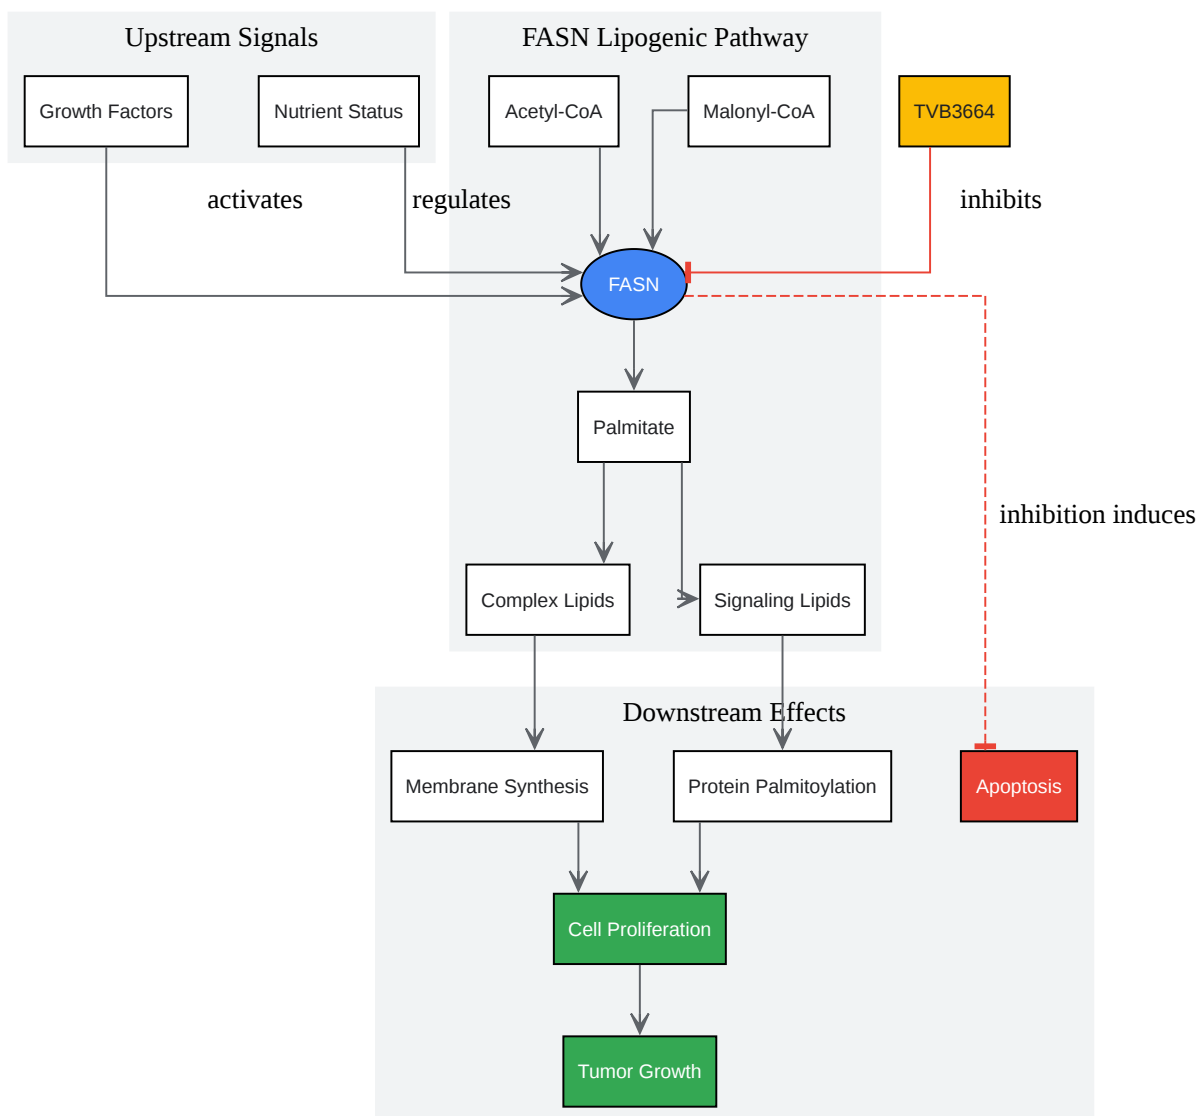 Upstream Signals
FASN Lipogenic Pathway
Growth Factors
Nutrient Status
Acetyl-CoA
Malonyl-CoA
TVB3664
activates
regulates
inhibits
FASN
Palmitate
inhibition induces
Complex Lipids
Signaling Lipids
Downstream Effects
Membrane Synthesis
Protein Palmitoylation
Apoptosis
Cell Proliferation
Tumor Growth